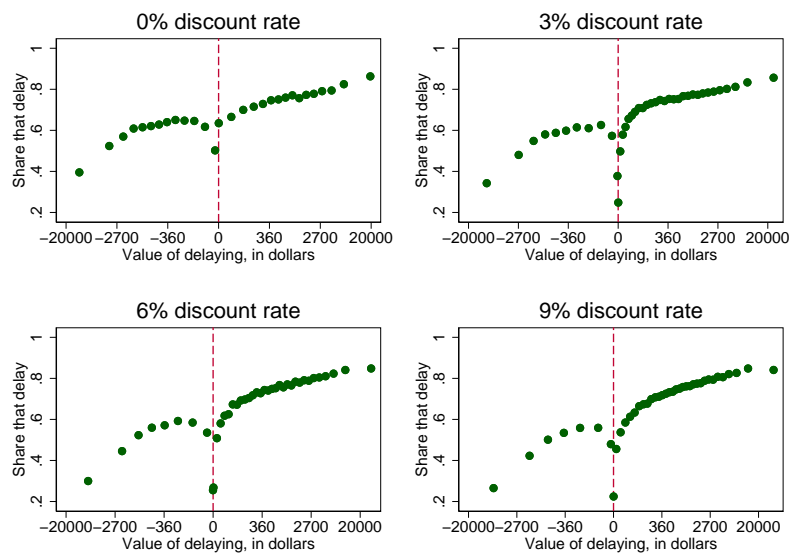 0% discount rate
Share that delay
1
.8
.6
.4
.2
−20000 −2700 −360 0 360 2700 20000
Value of delaying, in dollars
3% discount rate
Share that delay
1
.8
.6
.4
.2
−20000 −2700 −360 0 360 2700 20000
Value of delaying, in dollars
6% discount rate
Share that delay
1
.8
.6
.4
.2
−20000 −2700 −360 0 360 2700 20000
Value of delaying, in dollars
9% discount rate
Share that delay
1
.8
.6
.4
.2
−20000 −2700 −360 0 360 2700 20000
Value of delaying, in dollars